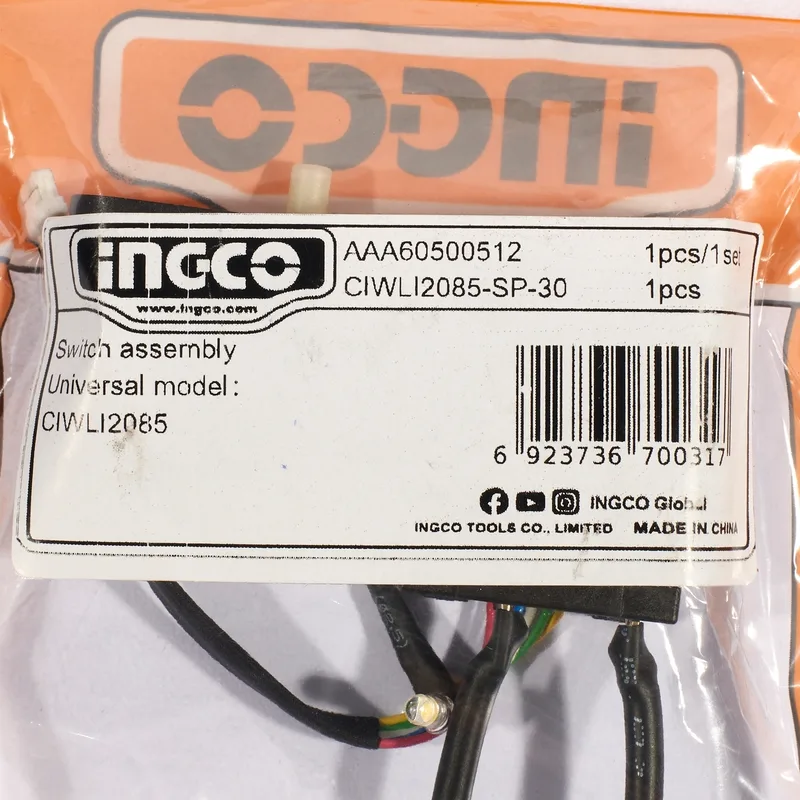 INGCO
INGCO
www.ingco.com
AAA60500512 1pcs/1set
CIWLI2085-SP-30 1pcs
Switch assembly
Universal model:
CIWLI2085
6 923736 700317
INGCO Global
INGCO TOOLS CO., LIMITED MADE IN CHINA